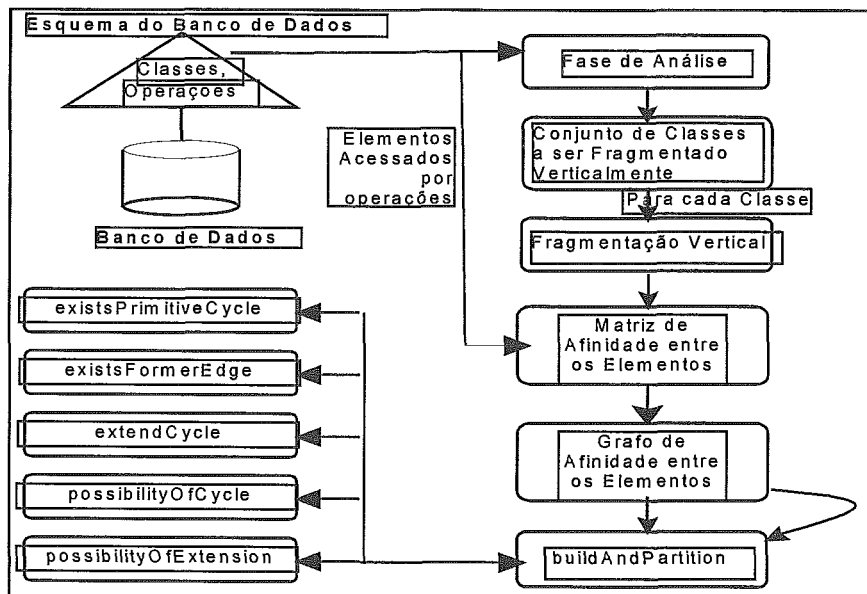 Esquema do Banco de Dados
Classes,
Operações
Banco de Dados
Elementos
Acessados
por
operações
Fase de Análise
Conjunto de Classes
a ser Fragmentado
Verticalmente
Para cada Classe
Fragmentação Vertical
Matriz de
Afinidade entre
os Elementos
Grafo de
Afinidade entre
os Elementos
buildAndPartition
existsPrimitiveCycle
existsFormerEdge
extendCycle
possibilityOfCycle
possibilityOfExtension